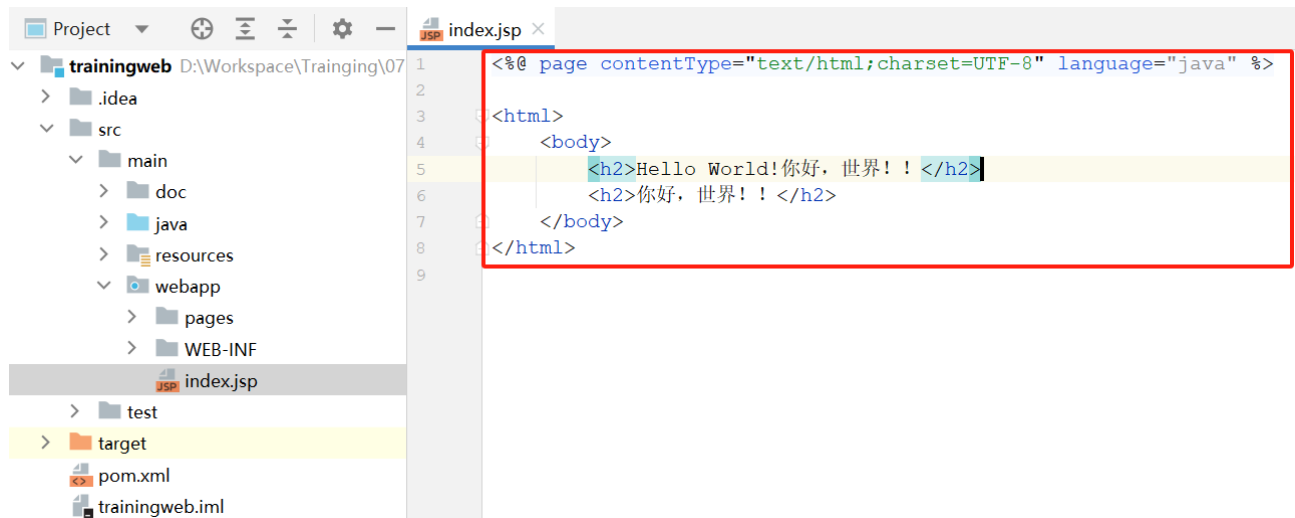 Project
index.jsp
trainingweb D:\Workspace\Trainging\07
.idea
src
main
doc
java
resources
webapp
pages
WEB-INF
index.jsp
test
target
pom.xml
trainingweb.iml
1 <%@ page contentType="text/html;charset=UTF-8" language="java" %>
2
3 <html>
4 <body>
5 <h2>Hello World!你好，世界！！</h2>
6 <h2>你好，世界！！</h2>
7 </body>
8 </html>
9